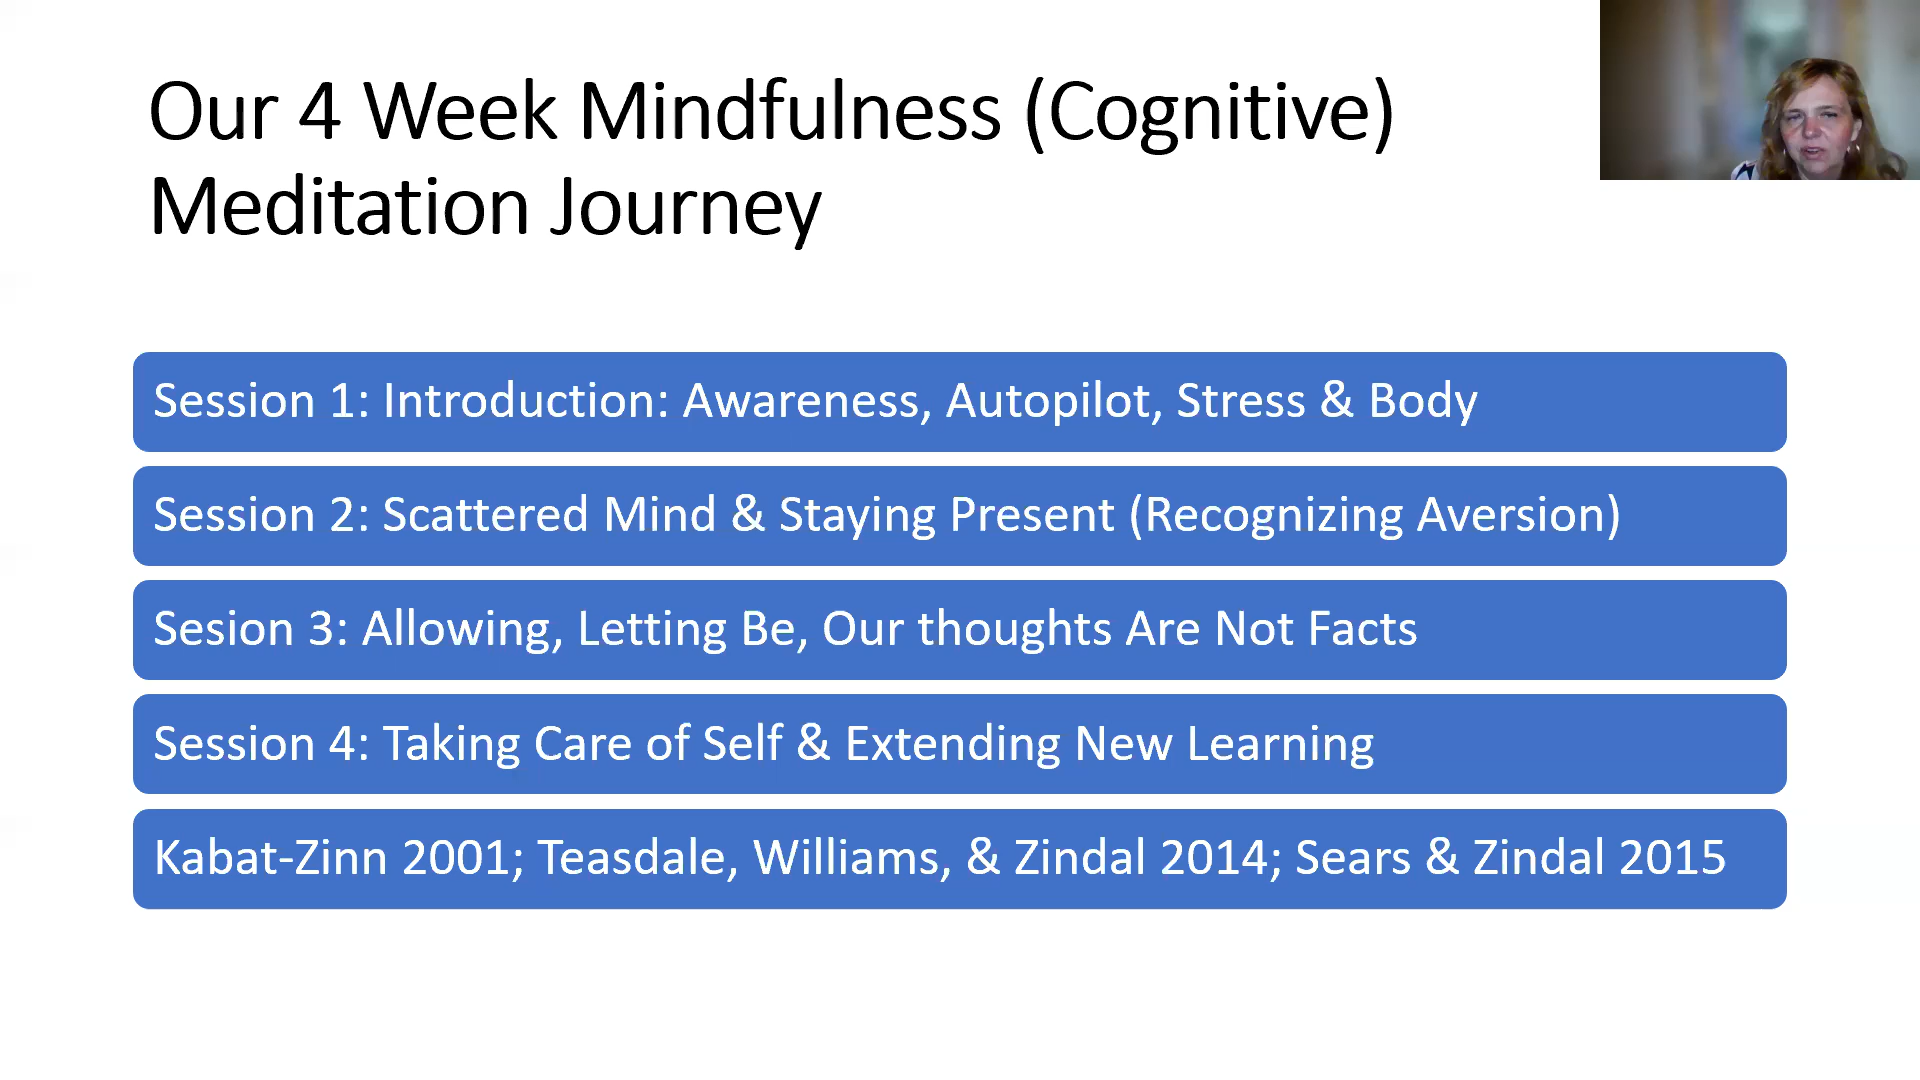 Our 4 Week Mindfulness (Cognitive)
Meditation Journey
Session 1: Introduction: Awareness, Autopilot, Stress & Body
Session 2: Scattered Mind & Staying Present (Recognizing Aversion)
Sesion 3: Allowing, Letting Be, Our thoughts Are Not Facts
Session 4: Taking Care of Self & Extending New Learning
Kabat-Zinn 2001; Teasdale, Williams, & Zindal 2014; Sears & Zindal 2015